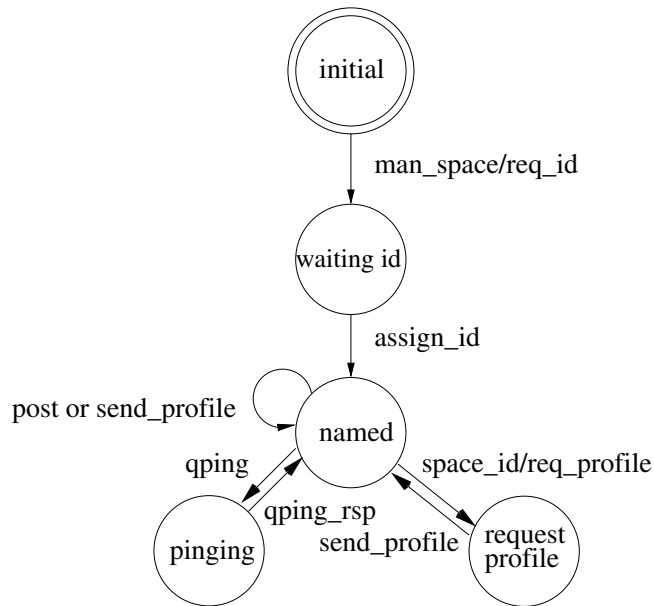 initial
man_space/req_id
waiting id
assign_id
post or send_profile
named
qping
space_id/req_profile
qping_rsp
send_profile
pinging
request
profile